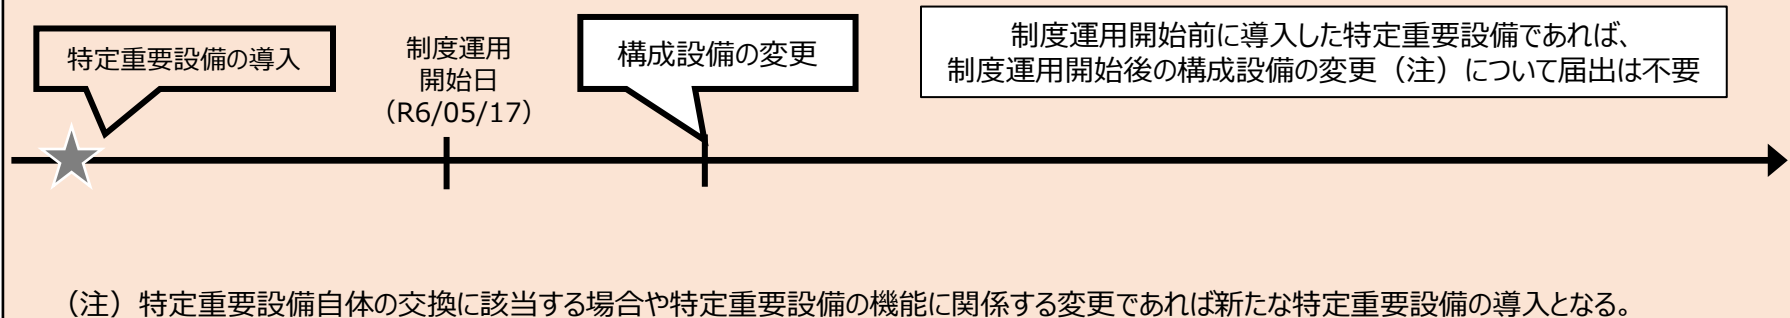 特定重要設備の導入
制度運用
開始日
（R6/05/17）
構成設備の変更
制度運用開始前に導入した特定重要設備であれば、
制度運用開始後の構成設備の変更（注）について届出は不要
（注）特定重要設備自体の交換に該当する場合や特定重要設備の機能に関係する変更であれば新たな特定重要設備の導入となる。